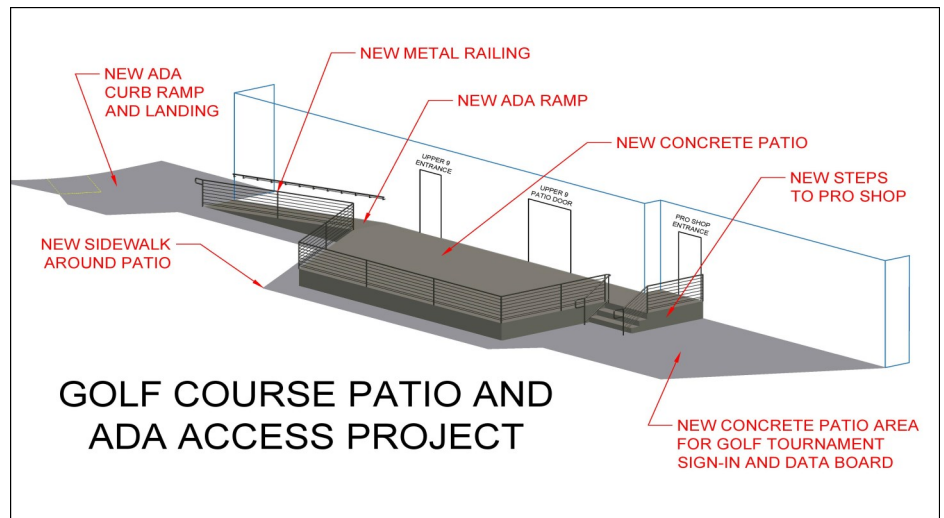 NEW METAL RAILING
NEW ADA
CURB RAMP
AND LANDING
NEW ADA RAMP
NEW CONCRETE PATIO
UPPER 9
ENTRANCE
NEW STEPS
TO PRO SHOP
UPPER 9
PATIO DOOR
PRO SHOP
ENTRANCE
NEW SIDEWALK
AROUND PATIO
GOLF COURSE PATIO AND
ADA ACCESS PROJECT
NEW CONCRETE PATIO AREA
FOR GOLF TOURNAMENT
SIGN-IN AND DATA BOARD